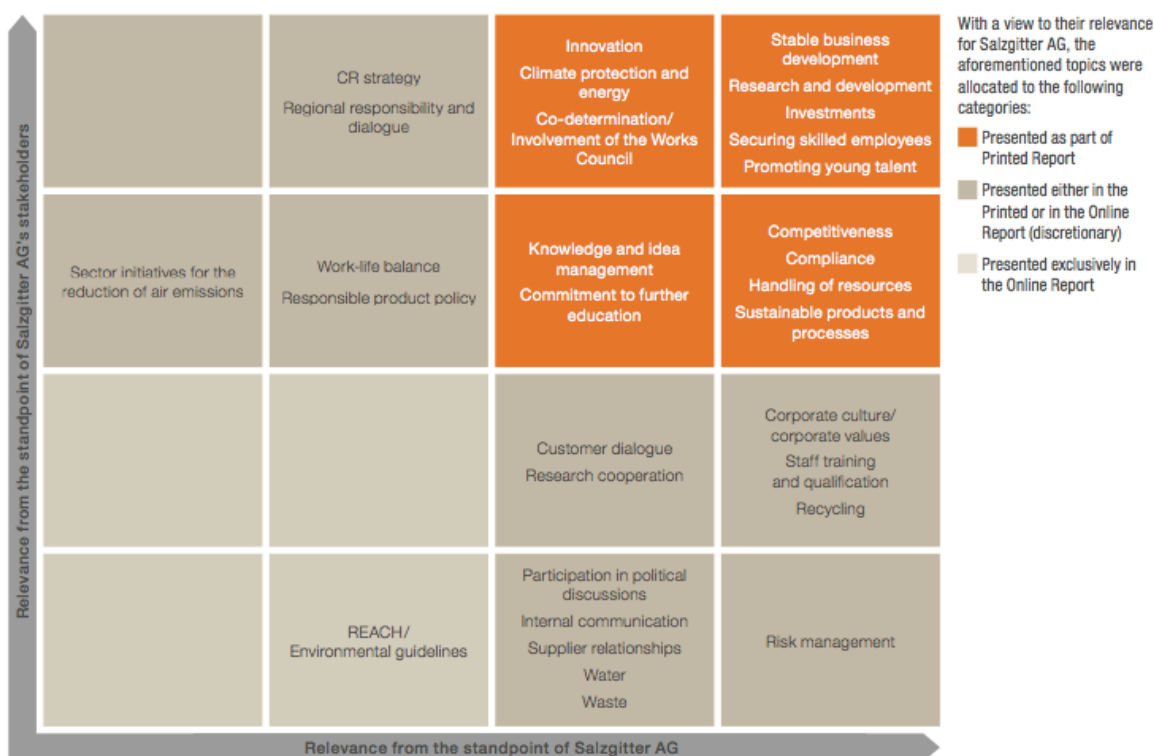 Relevance from the standpoint of Salzgitter AG's stakeholders
CR strategy
Regional responsibility and
dialogue
Innovation
Climate protection and
energy
Co-determination/
Involvement of the Works
Council
Stable business
development
Research and development
Investments
Securing skilled employees
Promoting young talent
Sector initiatives for the
reduction of air emissions
Work-life balance
Responsible product policy
Knowledge and idea
management
Commitment to further
education
Competitiveness
Compliance
Handling of resources
Sustainable products and
processes
Customer dialogue
Research cooperation
Corporate culture/
corporate values
Staff training
and qualification
Recycling
REACH/
Environmental guidelines
Participation in political
discussions
Internal communication
Supplier relationships
Water
Waste
Risk management
Relevance from the standpoint of Salzgitter AG
With a view to their relevance
for Salzgitter AG, the
aforementioned topics were
allocated to the following
categories:
Presented as part of
Printed Report
Presented either in the
Printed or in the Online
Report (discretionary)
Presented exclusively in
the Online Report